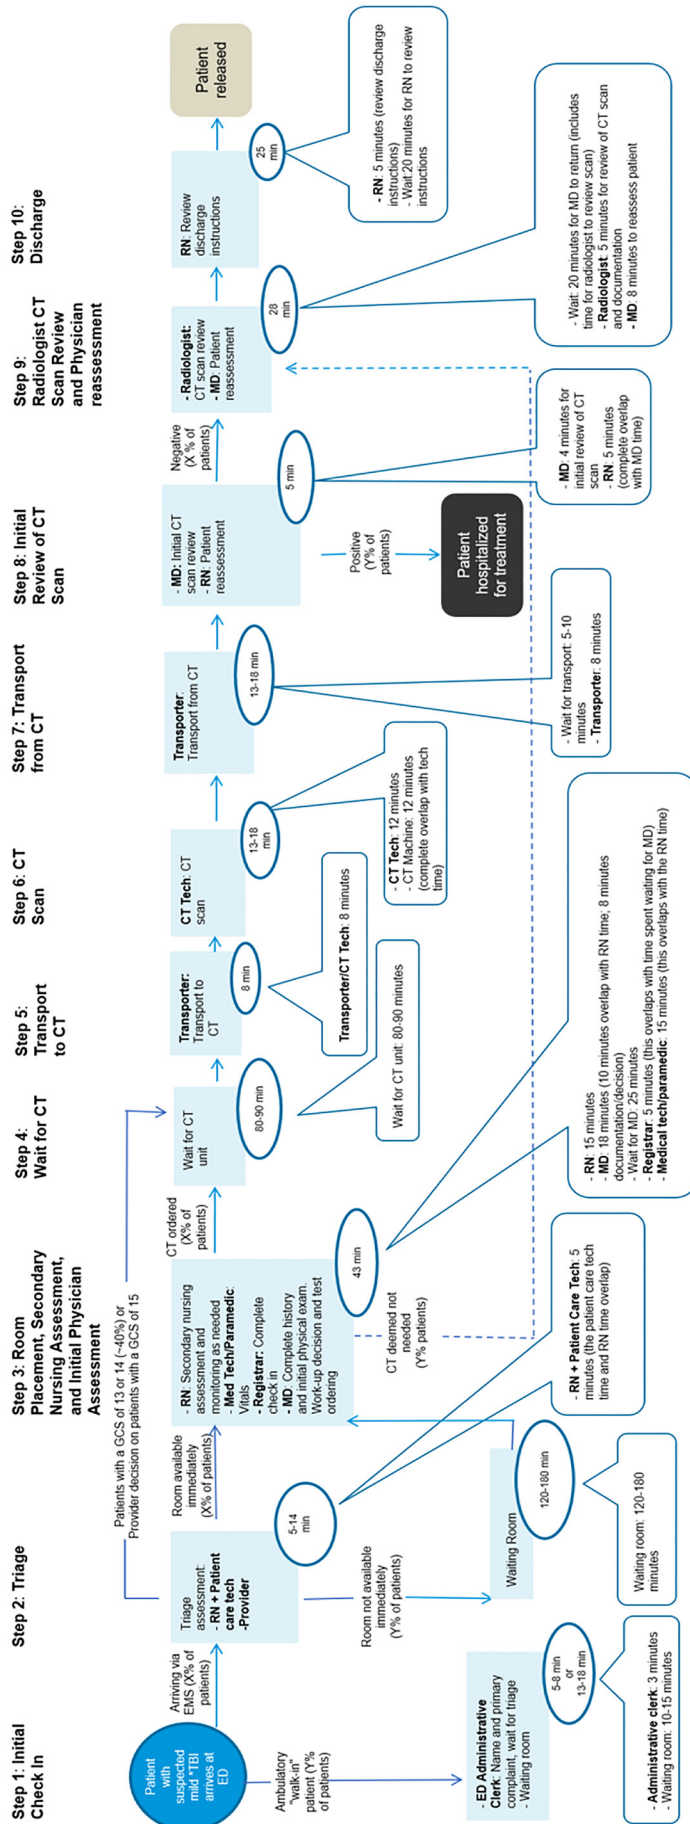 Step 1: Initial
Check In
Step 2: Triage
Step 3: Room
Placement, Secondary
Nursing Assessment,
and Initial Physician
Assessment
Step 4:
Wait for CT
Step 5:
Transport
to CT
Step 6: CT
Scan
Step 7: Transport
from CT
Step 8: Initial
Review of CT
Scan
Step 9:
Radiologist CT
Scan Review
and Physician
reassessment
Step 10:
Discharge
Patients with a GCS of 13 or 14 (~40%) or
Provider decision on patients with a GCS of 15
Patient
with
suspected
mild *TBI
arrives at
ED
Arriving via
EMS (X% of
patients)
Triage
assessment:
- RN + Patient
care tech
-Provider
5-14
min
Room available
immediately
(X% of patients)
- RN: Secondary nursing
assessment and
monitoring as needed
- Med Tech/Paramedic:
Vitals
- Registrar: Complete
check in
- MD: Complete history
and initial physical exam.
Work-up decision and test
ordering
43 min
CT ordered
(X% of
patients)
Wait for CT
unit
80-90 min
Transporter:
Transport to
CT
8 min
CT Tech: CT
scan
13-18
min
Transporter:
Transport from CT
13-18 min
- MD: Initial CT
scan review
- RN: Patient
reassessment
5 min
Negative
(X % of
patients)
- Radiologist:
CT scan review
- MD: Patient
reassessment
28
min
RN: Review
discharge
instructions
25
min
Patient
released
Ambulatory
"walk-in"
patient (Y%
of patients)
Room not available
immediately
(Y% of patients)
CT deemed not
needed
(Y% patients)
Positive
(Y% of
patients)
Patient
hospitalized
for treatment
- ED Administrative
Clerk: Name and primary
complaint, wait for triage
- Waiting room
5-8 min
or
13-18 min
Waiting Room
120-180 min
- Administrative clerk: 3 minutes
- Waiting room: 10-15 minutes
Waiting room: 120-180
minutes
- RN + Patient Care Tech: 5
minutes (the patient care tech
time and RN time overlap)
- RN: 15 minutes
- MD: 18 minutes (10 minutes overlap with RN time; 8 minutes
documentation/decision)
- Wait for MD: 25 minutes
- Registrar: 5 minutes (this overlaps with time spent waiting for MD)
- Medical tech/paramedic: 15 minutes (this overlaps with the RN time)
Wait for CT unit: 80-90 minutes
Transporter/CT Tech: 8 minutes
- CT Tech: 12 minutes
- CT Machine: 12 minutes
(complete overlap with tech
time)
- Wait for transport: 5-10
minutes
- Transporter: 8 minutes
- MD: 4 minutes for
initial review of CT
scan
- RN: 5 minutes
(complete overlap
with MD time)
- Wait: 20 minutes for MD to return (includes
time for radiologist to review scan)
- Radiologist: 5 minutes for review of CT scan
and documentation
- MD: 8 minutes to reassess patient
- RN: 5 minutes (review discharge
instructions)
- Wait:20 minutes for RN to review
instructions